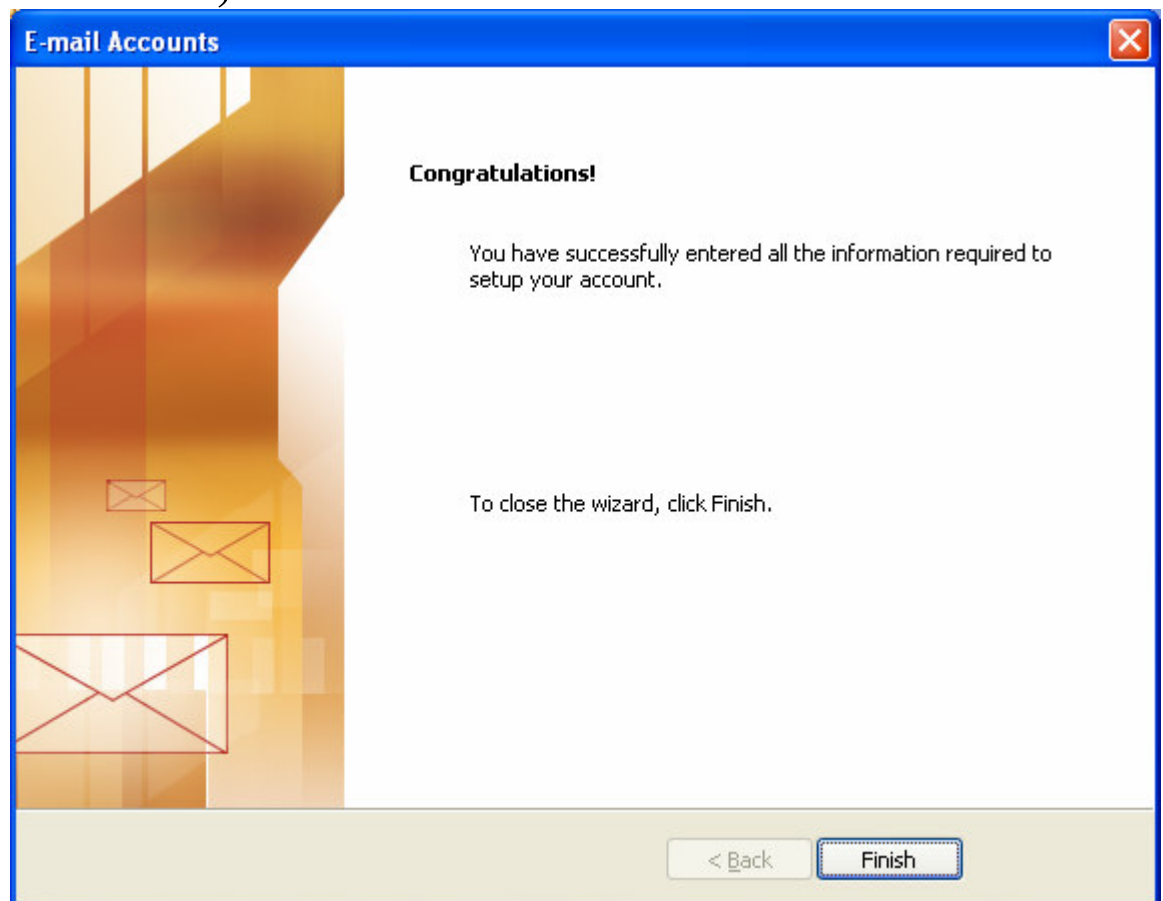 E-mail Accounts
Congratulations!
You have successfully entered all the information required to
setup your account.
To close the wizard, click Finish.
< Back
Finish